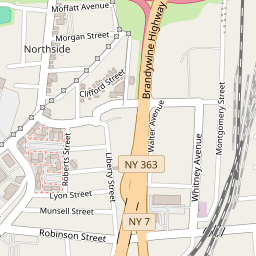 Moffatt Avenue
Morgan Street
Northside
Clifford Street
Brandywine Highway
Montgomery Street
Walter Avenue
Whitney Avenue
Roberts Street
Liberty Street
NY 363
Lyon Street
Munsell Street
NY 7
Robinson Street